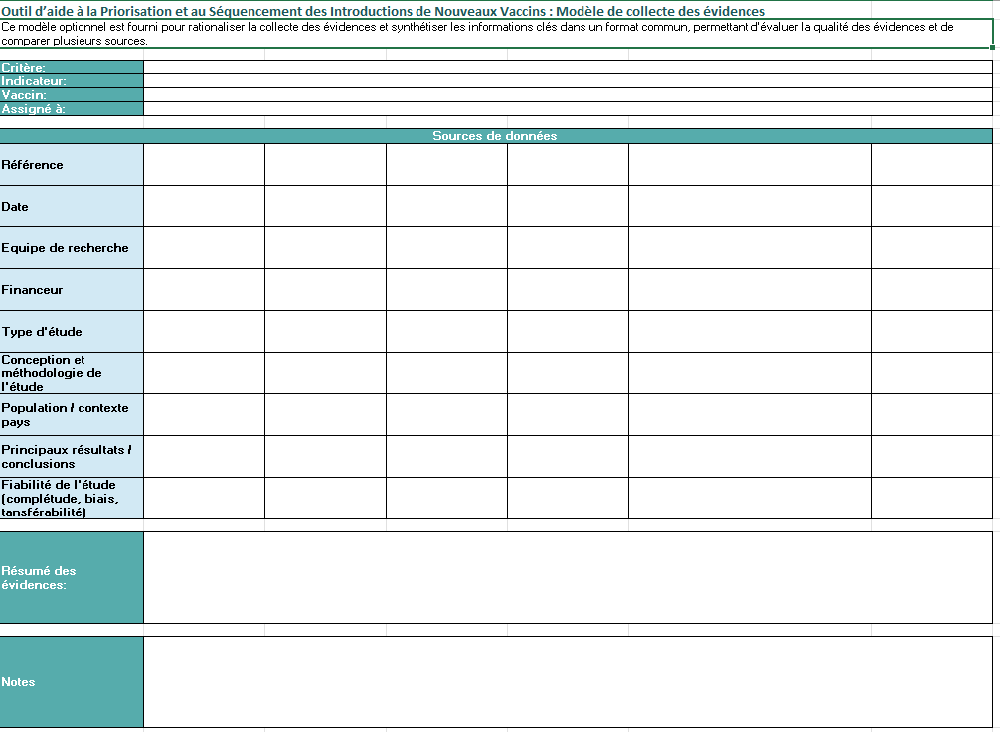 Outil d'aide à la Priorisation et au Séquencement des Introductions de Nouveaux Vaccins : Modèle de collecte des évidences
Ce modèle optionnel est fourni pour rationaliser la collecte des évidences et synthétiser les informations clés dans un format commun, permettant d'évaluer la qualité des évidences et de
comparer plusieurs sources.
Critère:
Indicateur:
Vaccin:
Assigné à:
Sources de données
Référence
Date
Equipe de recherche
Financeur
Type d'étude
Conception et
méthodologie de
l'étude
Population / contexte
pays
Principaux résultats /
conclusions
Fiabilité de l'étude
(complétude, biais,
tansférabilité)
Résumé des
évidences:
Notes